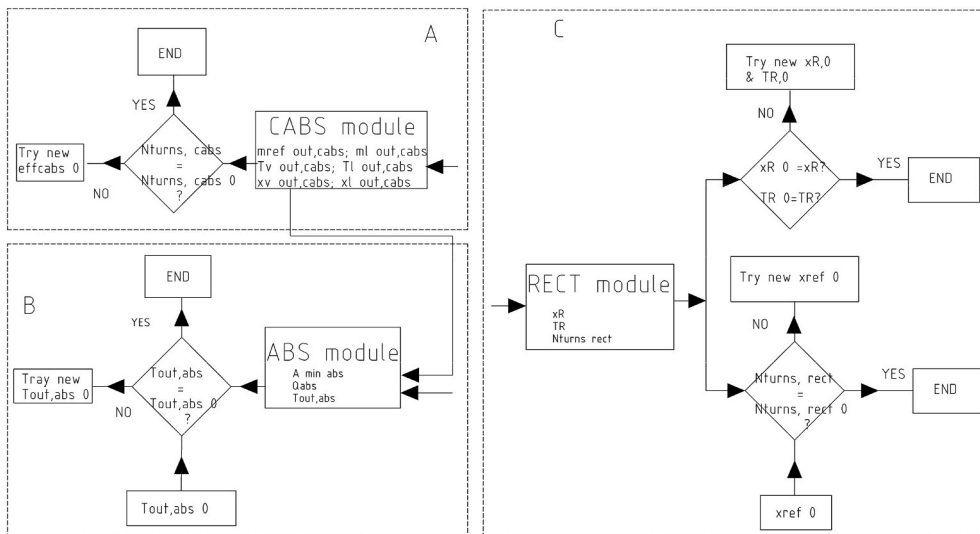 A
END
YES
Nturns, cabs
=
Nturns, cabs 0
?
Try new
effcabs 0
NO
CABS module
mref out,cabs; ml out,cabs
Tv out,cabs; Tl out,cabs
xv out,cabs; xl out,cabs
B
END
YES
Tout,abs
=
Tout,abs 0
?
Tray new
Tout,abs 0
NO
ABS module
A min abs
Qabs
Tout,abs
Tout,abs 0
C
Try new xR,0
& TR,0
NO
xR 0 =xR?
TR 0=TR?
YES
END
RECT module
xR
TR
Nturns rect
Try new xref 0
NO
Nturns, rect
=
Nturns, rect 0
?
YES
END
xref 0